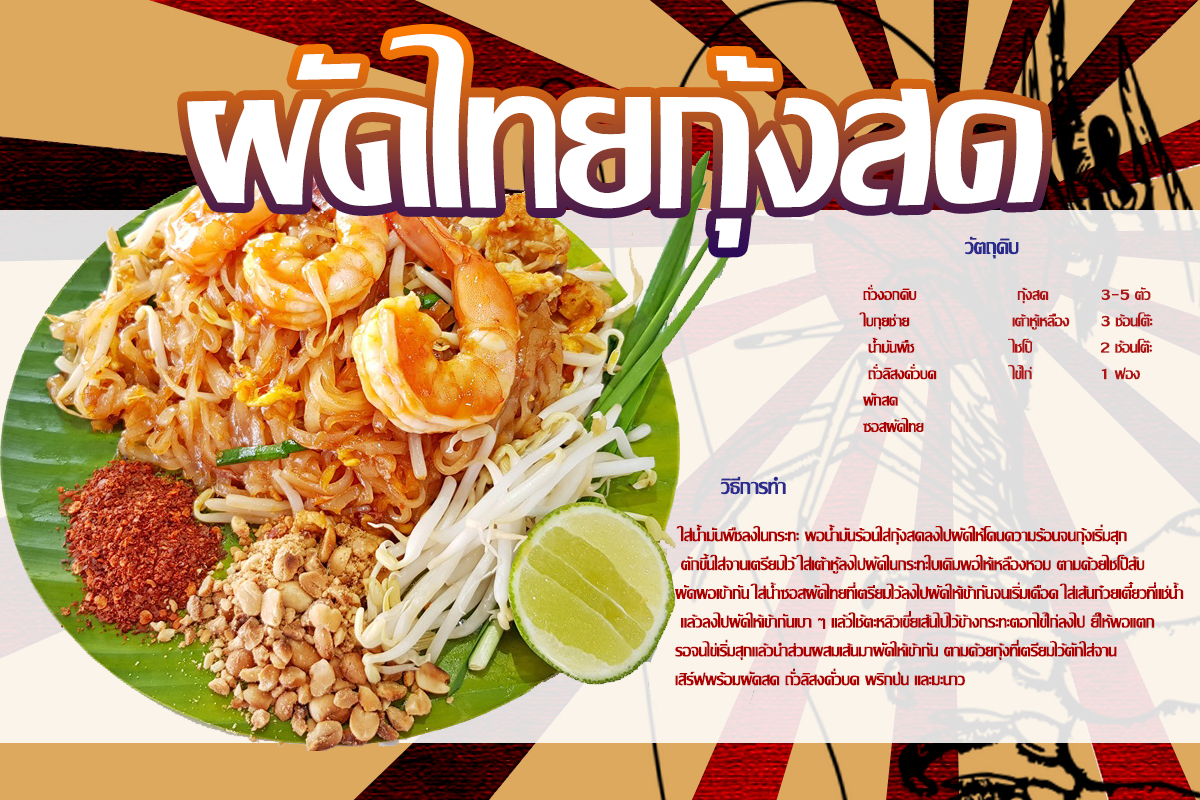 ผัดไทยกุ้งสด
วัตถุดิบ
ถั่วงอกดิบ กุ้งสด 3-5 ตัว
ใบกุยช่าย เต้าหู้เหลือง 3 ช้อนโต๊ะ
น้ำมันพืช ไชโป๊ 2 ช้อนโต๊ะ
ถั่วลิสงคั่วบด ไข่ไก่ 1 ฟอง
ผักสด
ซอสผัดไทย
วิธีการทำ
ใส่น้ำมันพืชลงในกระทะ พอน้ำมันร้อนใส่กุ้งสดลงไปผัดให้โดนความร้อนจนกุ้งเริ่มสุก
ตักขึ้นใส่จานเตรียมไว้ ใส่เต้าหู้ลงไปผัดในกระทะใบเดิมพอให้เหลืองหอม ตามด้วยไชโป๊สับ
ผัดพอเข้ากัน ใส่น้ำซอสผัดไทยที่เตรียมไว้ลงไปผัดให้เข้ากันจนเริ่มเดือด ใส่เส้นก๋วยเตี๋ยวที่แช่น้ำ
แล้วลงไปผัดให้เข้ากันเบา ๆ แล้วใช้ตะหลิวเขี่ยเส้นไปไว้ข้างกระทะตอกไข่ไก่ลงไป ยีให้พอแตก
รอจนไข่เริ่มสุกแล้วนำส่วนผสมเส้นมาผัดให้เข้ากัน ตามด้วยกุ้งที่เตรียมไว้ตักใส่จาน
เสิร์ฟพร้อมผัดสด ถั่วลิสงคั่วบด พริกป่น และมะนาว